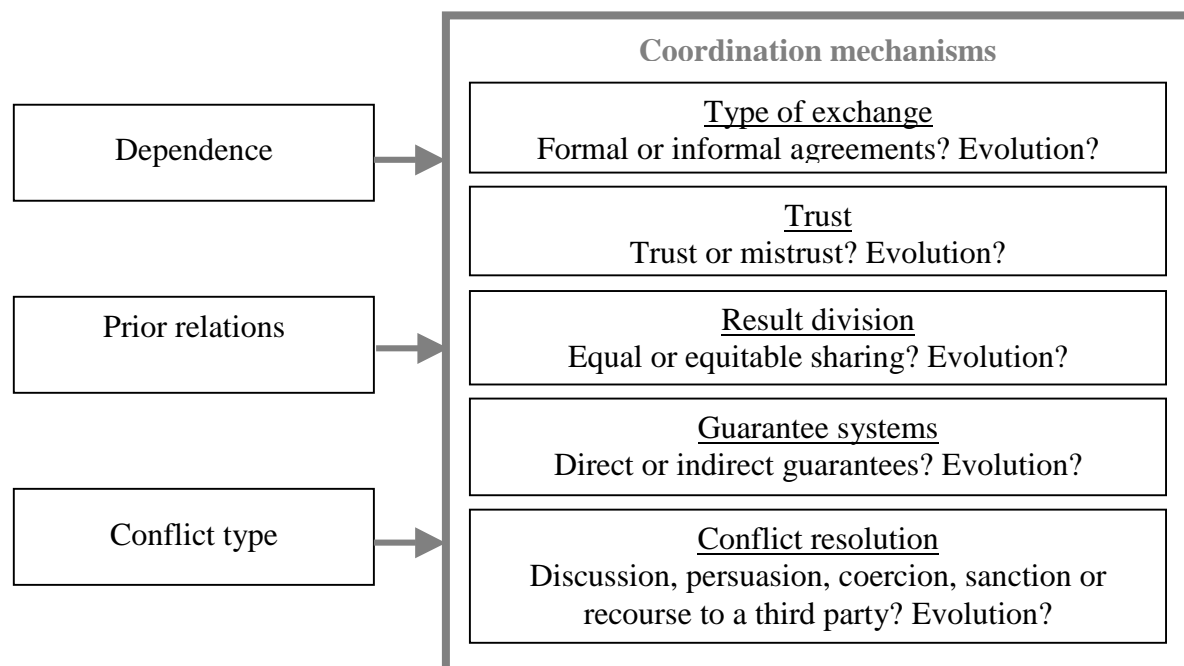 Coordination mechanisms
Dependence
Prior relations
Conflict type
Type of exchange
Formal or informal agreements? Evolution?
Trust
Trust or mistrust? Evolution?
Result division
Equal or equitable sharing? Evolution?
Guarantee systems
Direct or indirect guarantees? Evolution?
Conflict resolution
Discussion, persuasion, coercion, sanction or
recourse to a third party? Evolution?